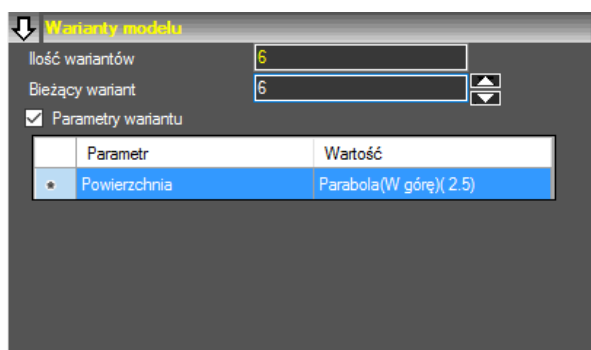 Warianty modelu
Ilość wariantów 6
Bieżący wariant 6
Parametry wariantu
Parametr Wartość
Powierzchnia Parabola(W górę)( 2.5)